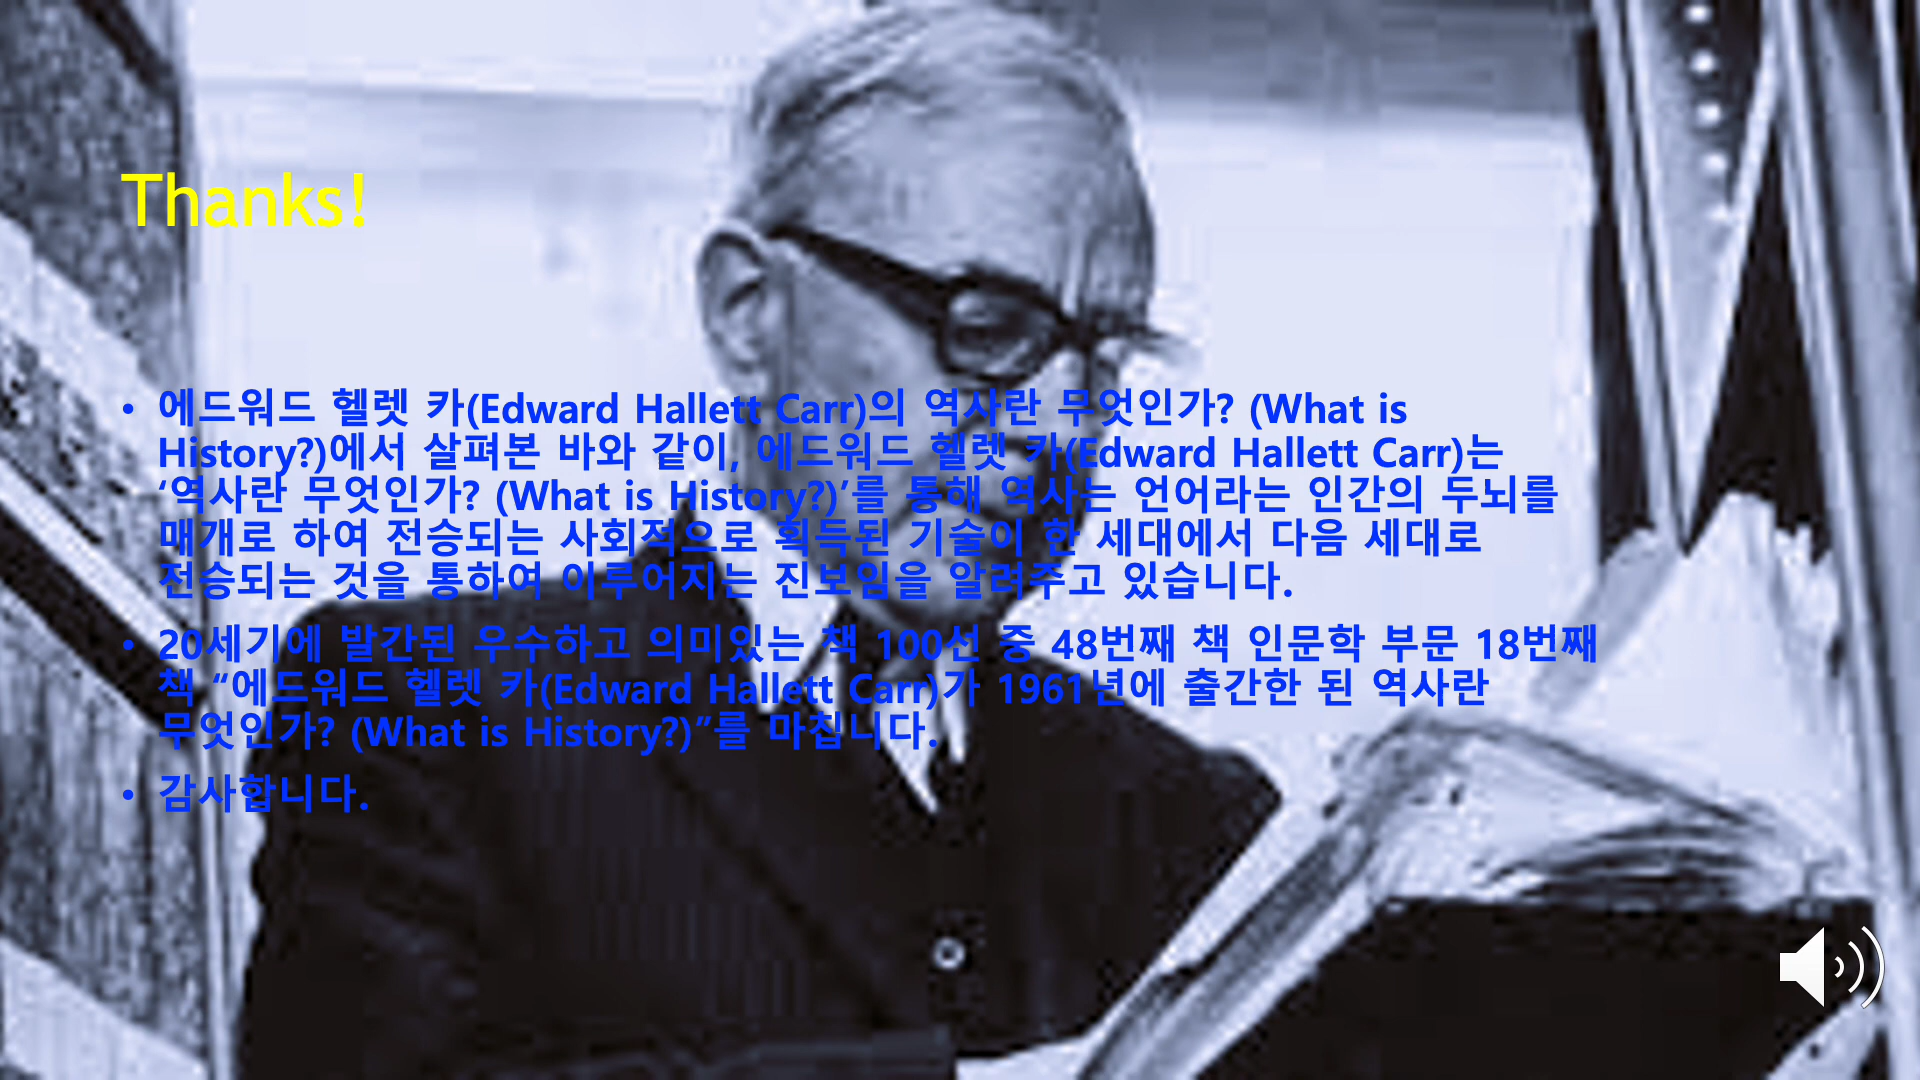 Thanks!
• 에드워드 헬렛 카(Edward Hallett Carr)의 역사란 무엇인가? (What is
History?)에서 살펴본 바와 같이, 에드워드 헬렛 카(Edward Hallett Carr)는
‘역사란 무엇인가? (What is History?)’를 통해 역사는 언어라는 인간의 두뇌를
매개로 하여 전승되는 사회적으로 획득된 기술이 한 세대에서 다음 세대로
전승되는 것을 통하여 이루어지는 진보임을 알려주고 있습니다.
• 20세기에 발간된 우수하고 의미있는 책 100선 중 48번째 책 인문학 부문 18번째
책 “에드워드 헬렛 카(Edward Hallett Carr)가 1961년에 출간한 된 역사란
무엇인가? (What is History?)”를 마칩니다.
• 감사합니다.